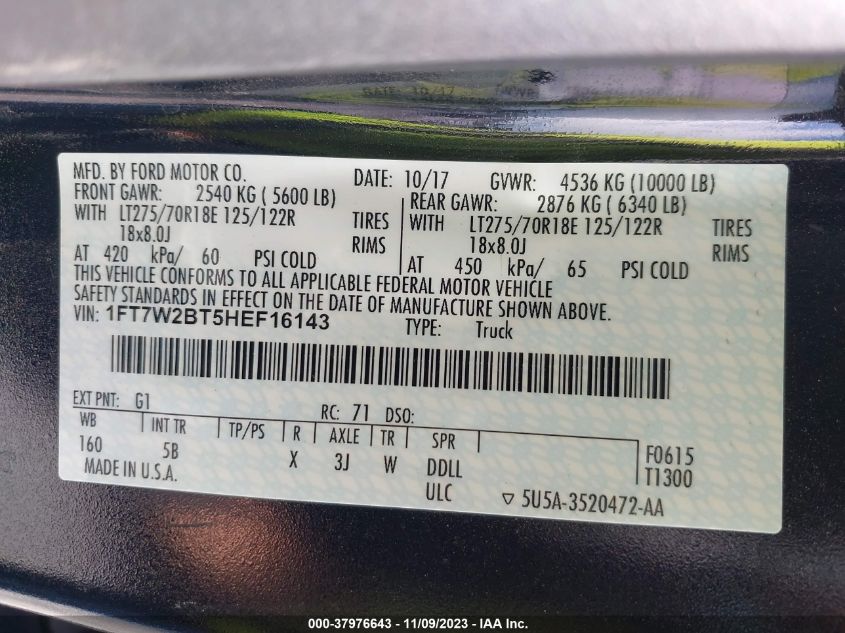 MFD. BY FORD MOTOR CO. DATE: 10/17 GVWR: 4536 KG (10000 LB)
FRONT GAWR: 2540 KG ( 5600 LB) REAR GAWR: 2876 KG ( 6340 LB)
WITH LT275/70R18E 125/122R TIRES WITH LT275/70R18E 125/122R TIRES
18x8.0J RIMS 18x8.0J RIMS
AT 420 kPa/ 60 PSI COLD AT 450 kPa/ 65 PSI COLD
THIS VEHICLE CONFORMS TO ALL APPLICABLE FEDERAL MOTOR VEHICLE
SAFETY STANDARDS IN EFFECT ON THE DATE OF MANUFACTURE SHOWN ABOVE.
VIN: 1FT7W2BT5HEF16143 TYPE: Truck
EXT PNT: G1 RC: 71 DSO:
WB INT TR TP/PS R AXLE TR SPR F0615
160 5B X 3J W DDLL T1300
MADE IN U.S.A. ULC ▽ 5U5A-3520472-AA
000-37976643 - 11/09/2023 - IAA Inc.